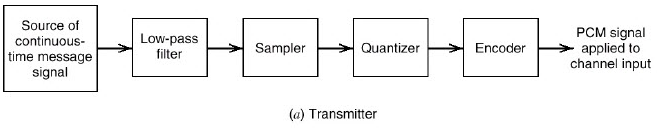 Source of
continuous-
time message
signal
Low-pass
filter
Sampler
Quantizer
Encoder
PCM signal
applied to
channel input
(a) Transmitter